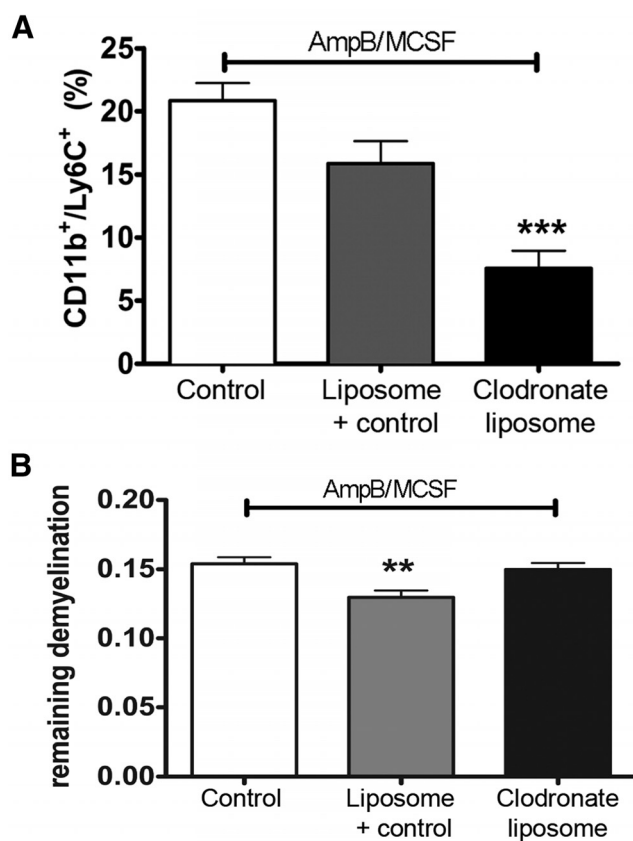 A
AmpB/MCSF
CD11b+/Ly6C+ (%)
25
20
15
10
5
0
***
Control
Liposome
+ control
Clodronate
liposome
B
AmpB/MCSF
remaining demyelination
0.20
0.15
0.10
0.05
0.00
**
Control
Liposome
+ control
Clodronate
liposome